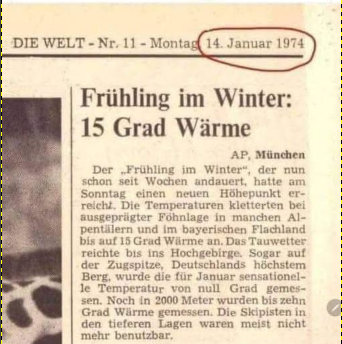 DIE WELT - Nr. 11 - Montag 14. Januar 1974
Frühling im Winter:
15 Grad Wärme
AP, München
Der „Frühling im Winter“, der nun
schon seit Wochen andauert, hatte am
Sonntag einen neuen Höhepunkt er-
reicht. Die Temperaturen kletterten bei
ausgeprägter Föhnlage in manchen Al-
pentälern und im bayerischen Flachland
bis auf 15 Grad Wärme an. Das Tauwetter
reichte bis ins Hochgebirge. Sogar auf
der Zugspitze, Deutschlands höchstem
Berg, wurde die für Januar sensationel-
le Temperatur von null Grad gemes-
sen. Noch in 2000 Meter wurden bis zehn
Grad Wärme gemessen. Die Skipisten in
den tieferen Lagen waren meist nicht
mehr benutzbar.